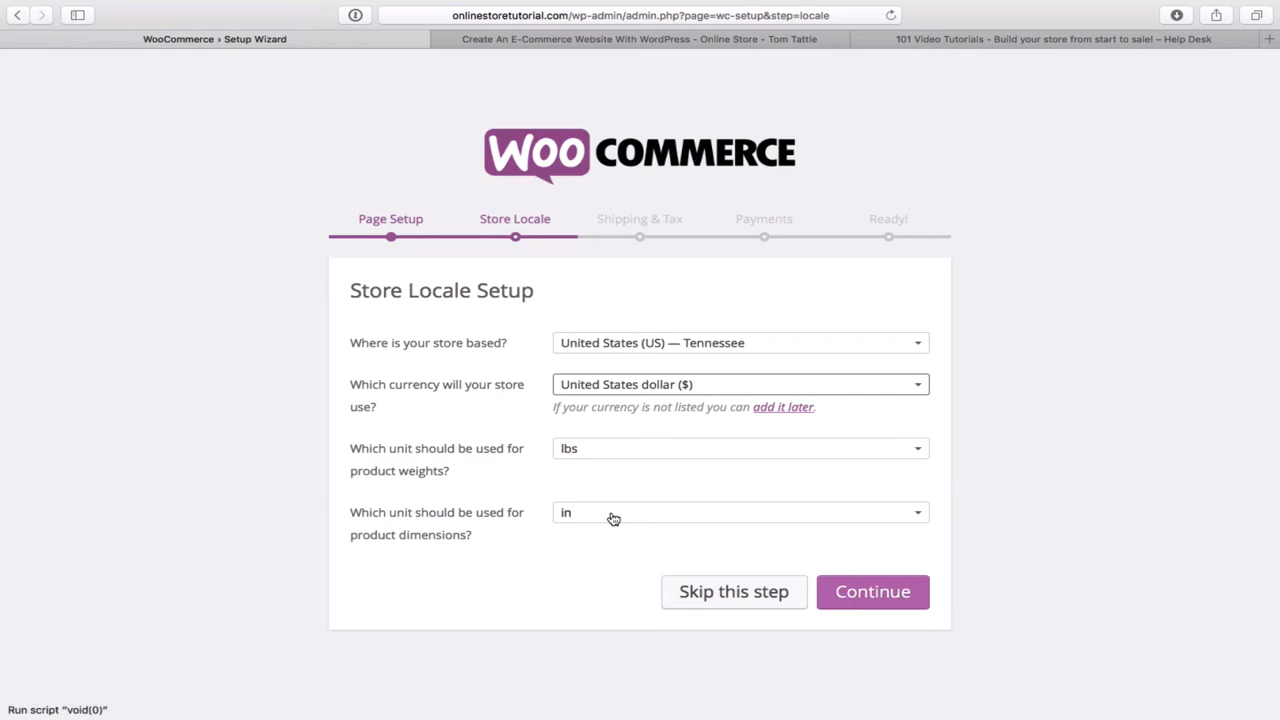 onlinestoretutorial.com/wp-admin/admin.php?page=wc-setup&step=locale
WooCommerce › Setup Wizard
Create An E-Commerce Website With WordPress - Online Store - Tom Tattle
101 Video Tutorials - Build your store from start to sale! – Help Desk
WOO COMMERCE
Page Setup
Store Locale
Shipping & Tax
Payments
Ready!
Store Locale Setup
Where is your store based?
United States (US) — Tennessee
Which currency will your store
use?
United States dollar ($)
If your currency is not listed you can add it later.
Which unit should be used for
product weights?
lbs
Which unit should be used for
product dimensions?
in
Skip this step
Continue
Run script "void(0)"